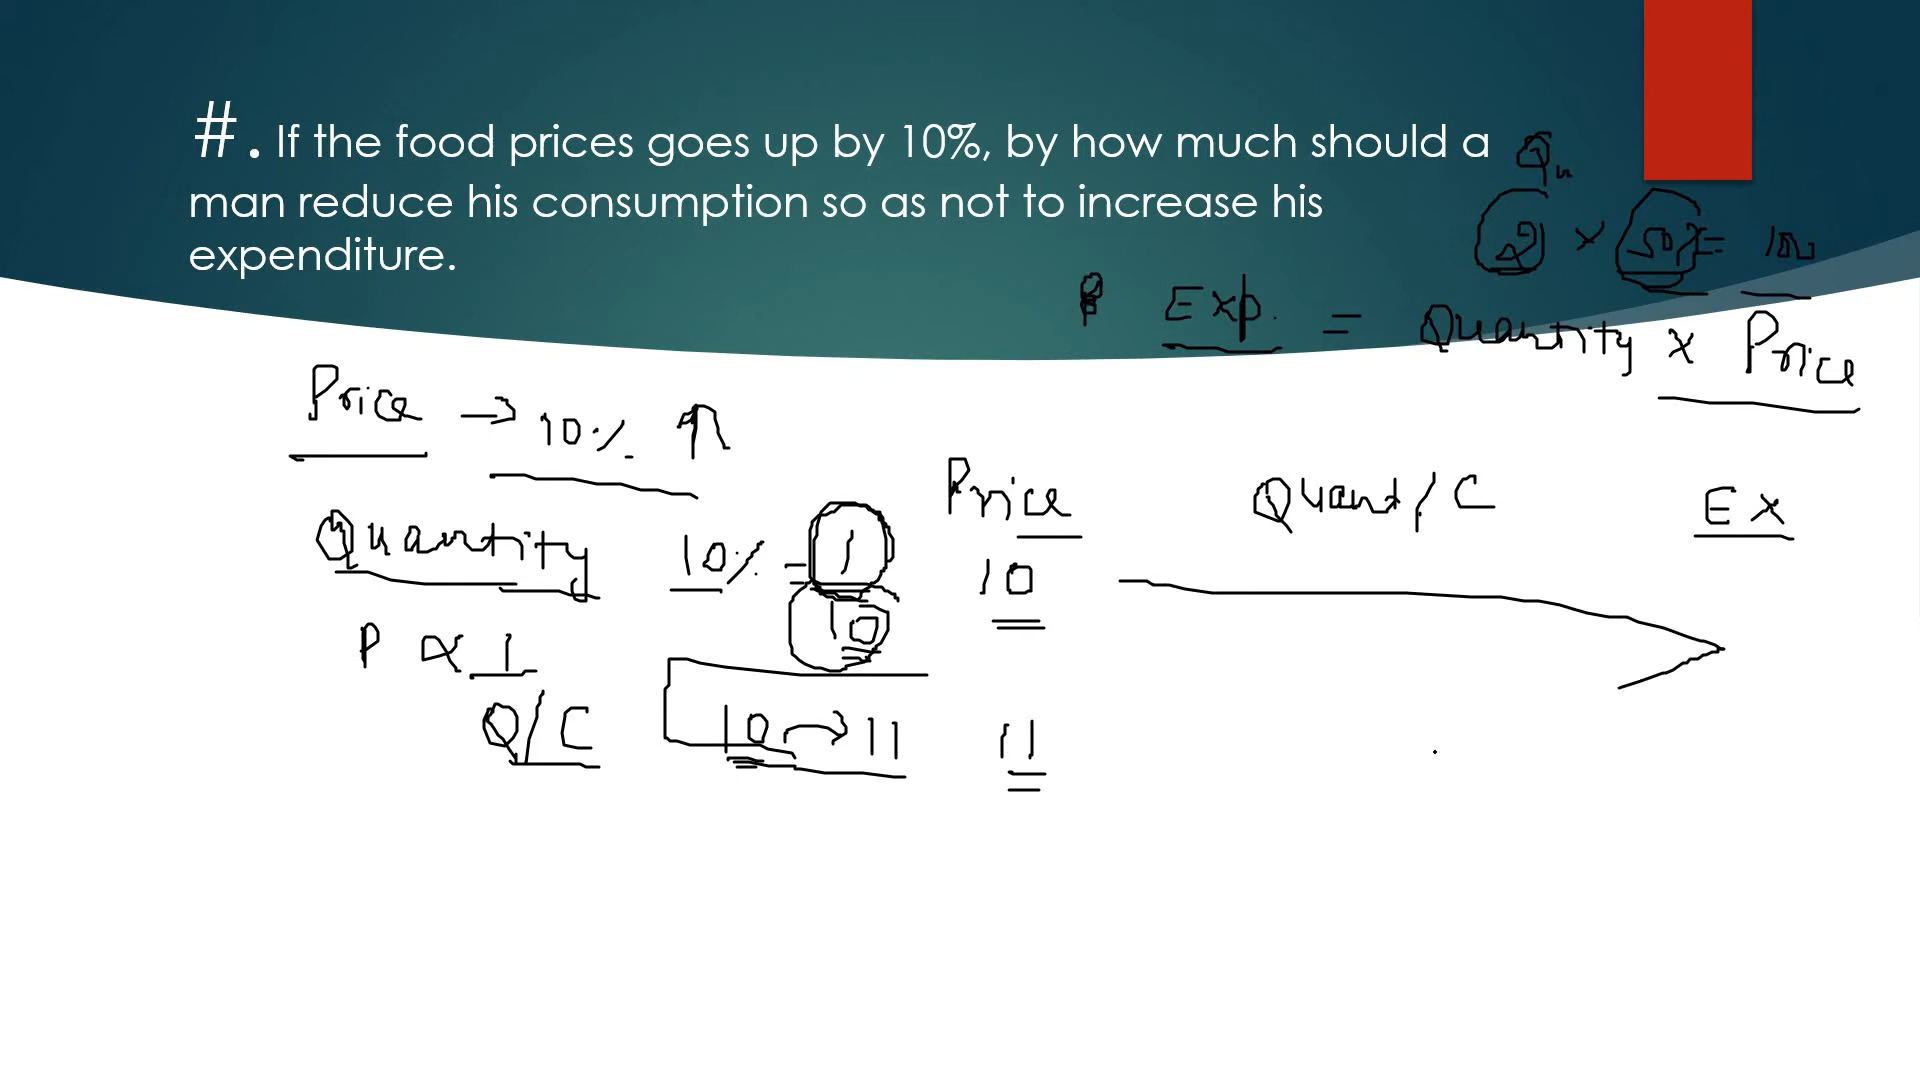 #. If the food prices goes up by 10%, by how much should a
man reduce his consumption so as not to increase his
expenditure.
Exp. = Quantity x Price
Price → 10% ↑
Quantity 10% = 1/10
P ∝ 1
Q/C
10 → 11
Price Quant/C Ex
10
11